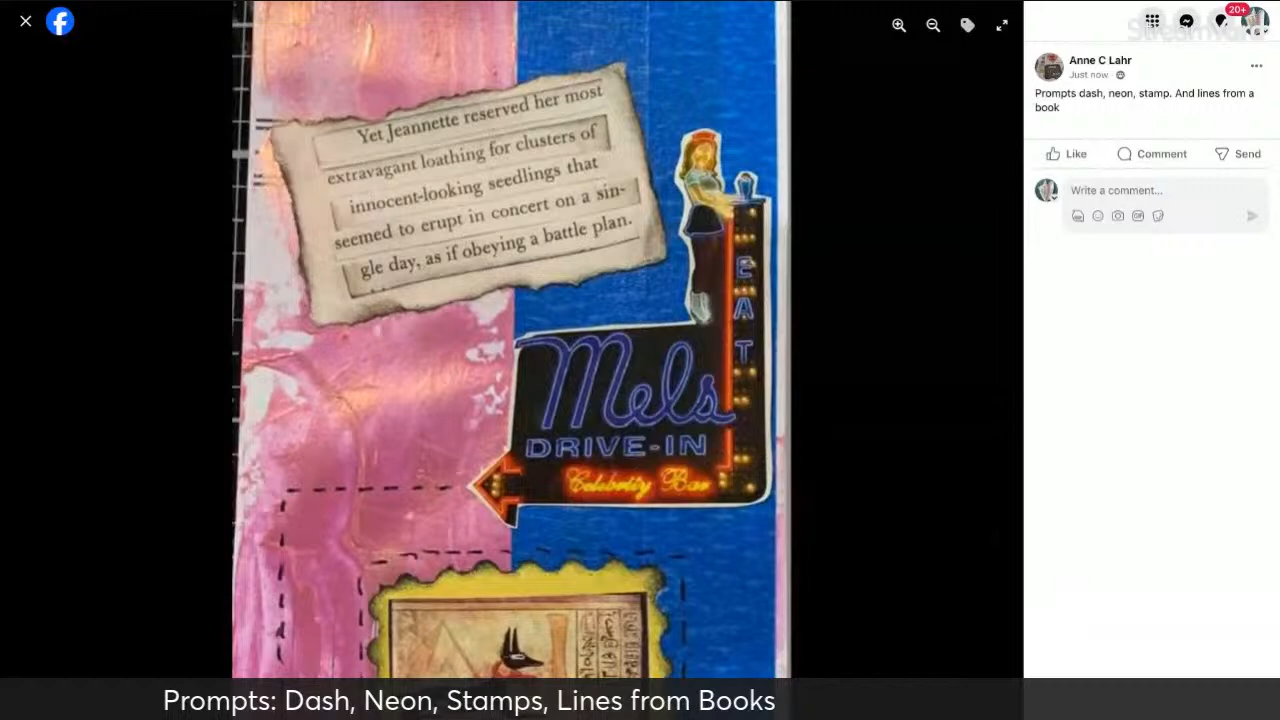 20+
Yet Jeannette reserved her most
extravagant loathing for clusters of
innocent-looking seedlings that
seemed to erupt in concert on a sin-
gle day, as if obeying a battle plan.
EAT
Mels
DRIVE-IN
Celebrity Bar
Anne C Lahr
Just now
Prompts dash, neon, stamp. And lines from a
book
Like
Comment
Send
Write a comment...
GIF
Prompts: Dash, Neon, Stamps, Lines from Books